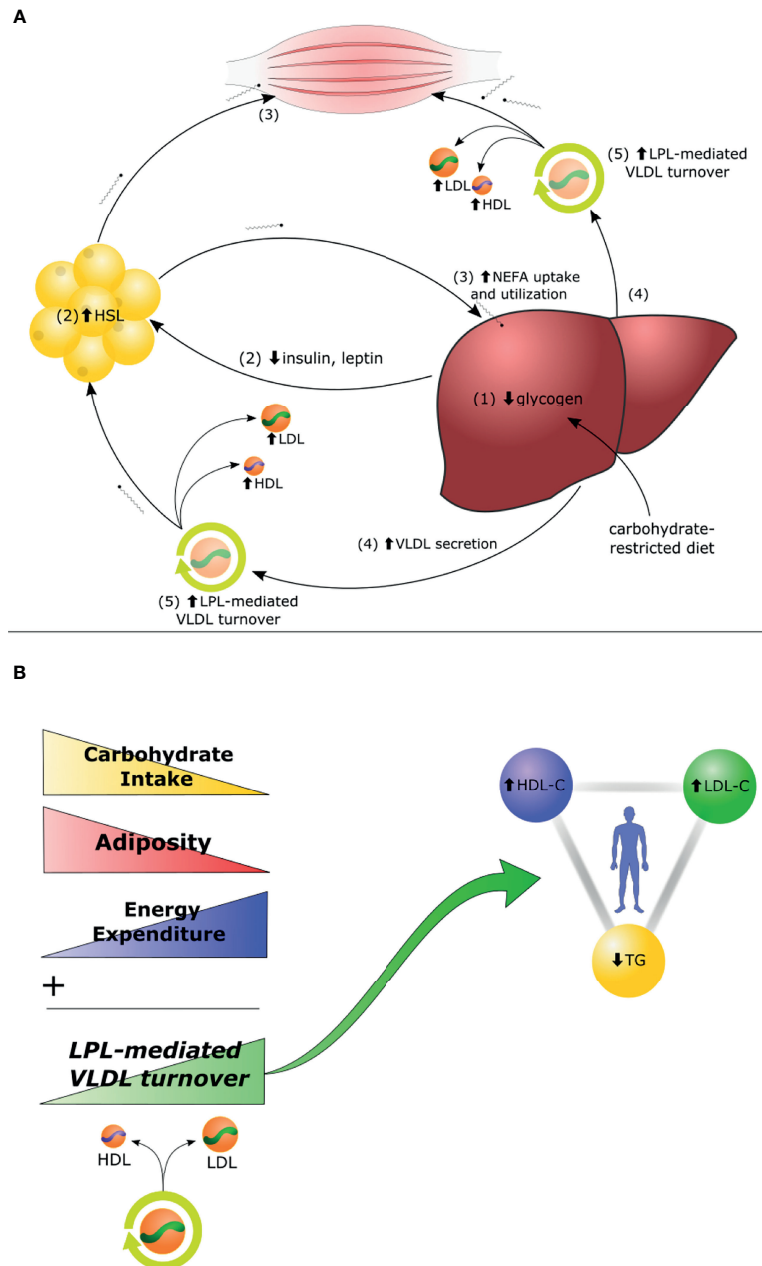 A
(3)
(5) ⬆LPL-mediated
VLDL turnover
⬆LDL
⬆HDL
(3) ⬆NEFA uptake
and utilization
(4)
(2)⬆HSL
(2) ⬇insulin, leptin
(1) ⬇glycogen
⬆LDL
⬆HDL
carbohydrate-
restricted diet
(4) ⬆VLDL secretion
(5) ⬆LPL-mediated
VLDL turnover
B
Carbohydrate
Intake
Adiposity
Energy
Expenditure
+
LPL-mediated
VLDL turnover
HDL
LDL
⬆HDL-C
⬆LDL-C
⬇TG